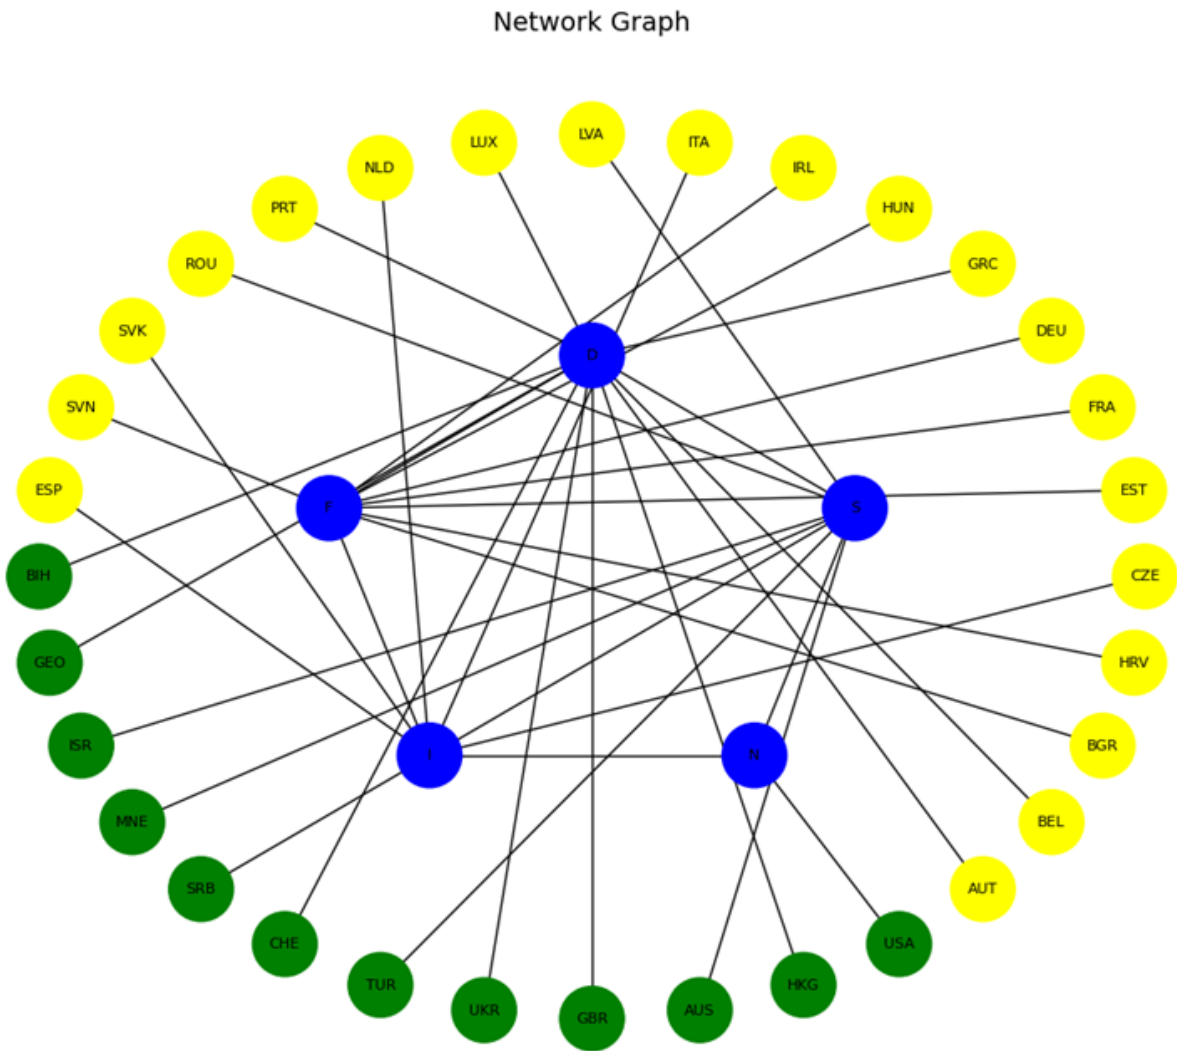 Network Graph
LVA
LUX
ITA
NLD
IRL
PRT
HUN
ROU
GRC
SVK
DEU
D
SVN
FRA
ESP
EST
F
S
BIH
CZE
GEO
HRV
ISR
BGR
I
N
MNE
BEL
SRB
AUT
CHE
USA
TUR
HKG
UKR
AUS
GBR